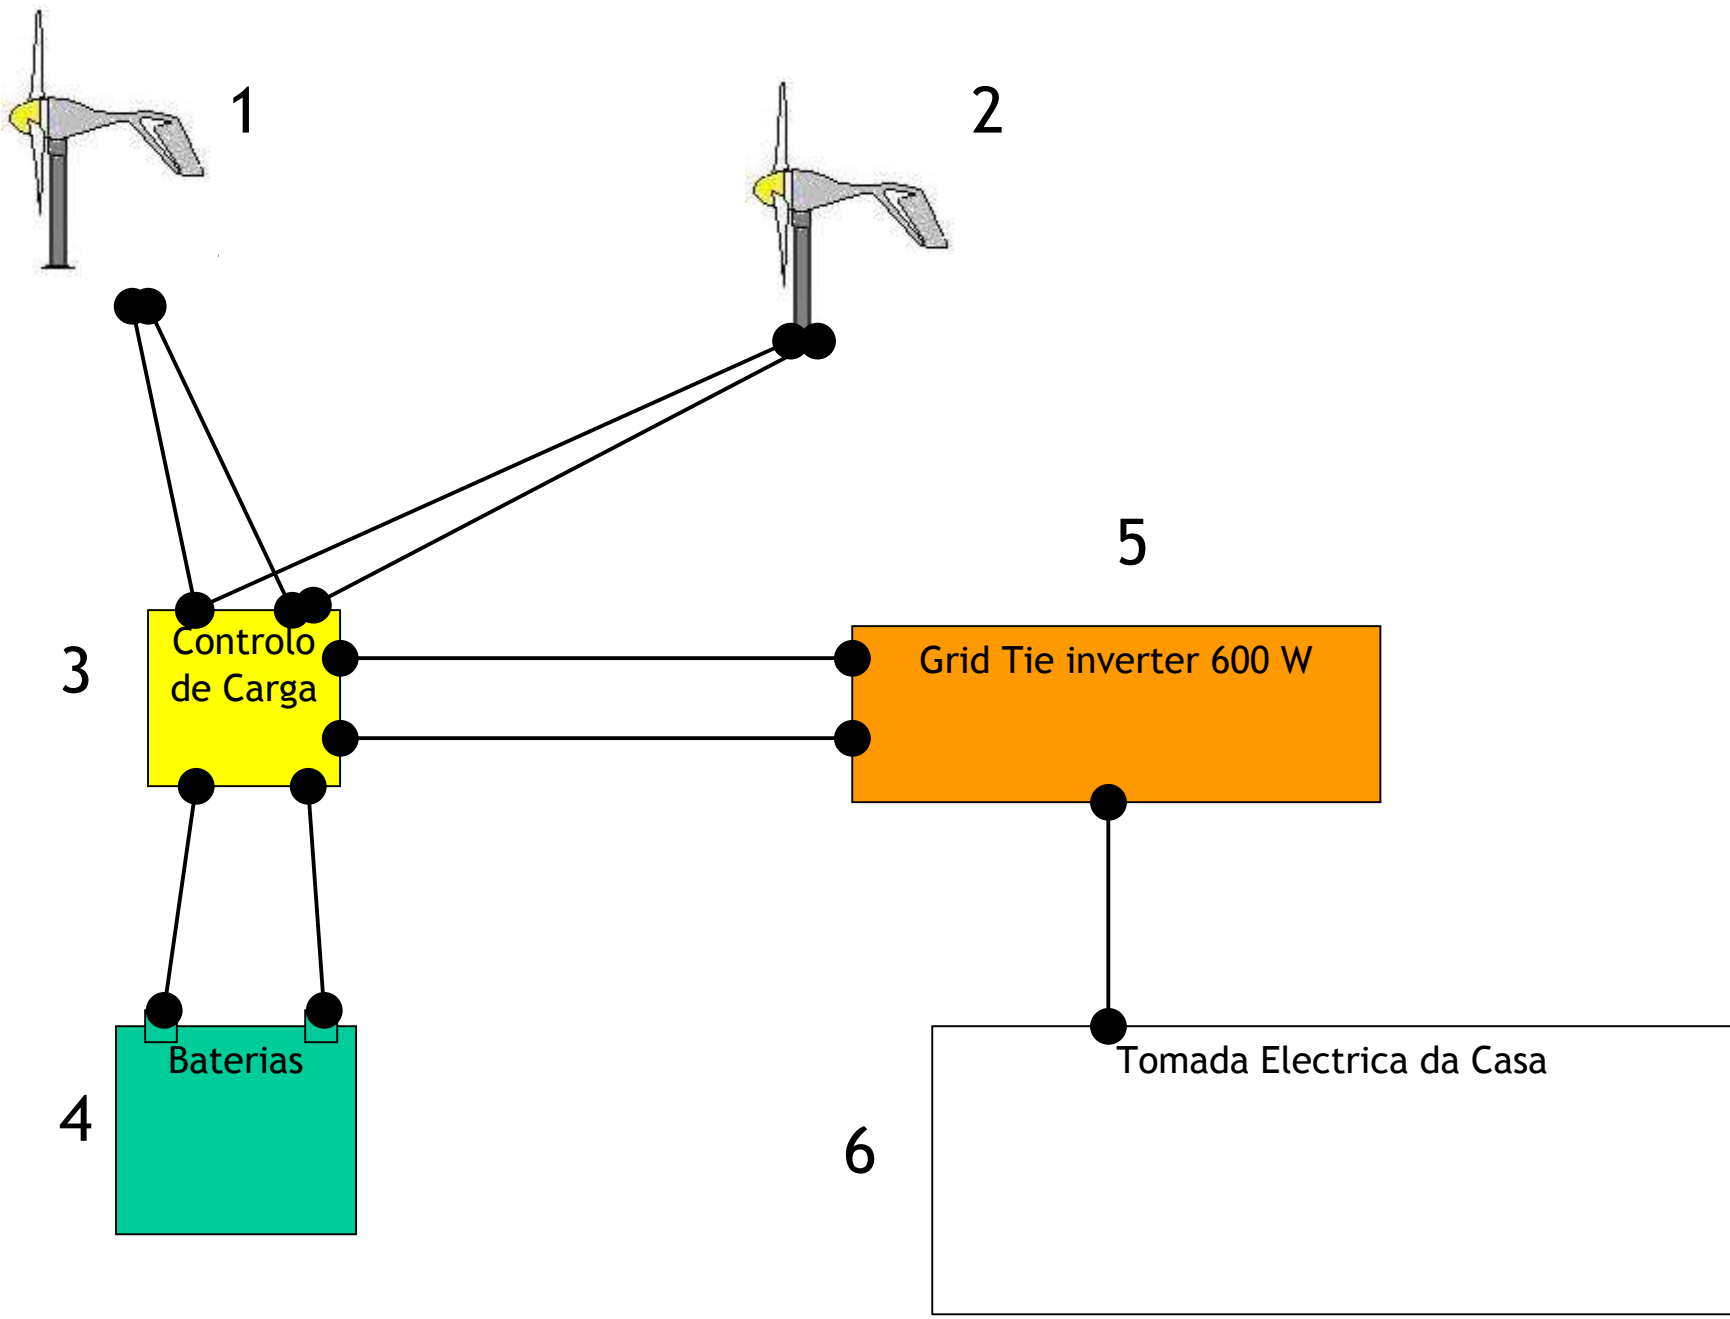 1
2
5
3
Controlo
de Carga
Grid Tie inverter 600 W
4
Baterias
6
Tomada Electrica da Casa